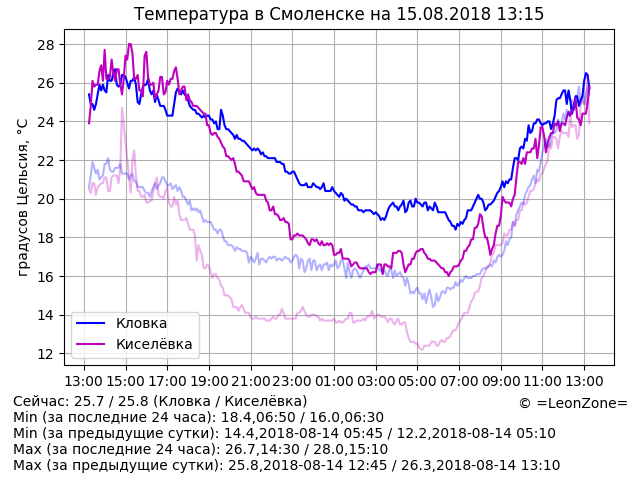 Температура в Смоленске на 15.08.2018 13:15
градусов Цельсия, °C
28
26
24
22
20
18
16
14
12
Кловка
Киселёвка
13:00 15:00 17:00 19:00 21:00 23:00 01:00 03:00 05:00 07:00 09:00 11:00 13:00
Сейчас: 25.7 / 25.8 (Кловка / Киселёвка)
© =LeonZone=
Min (за последние 24 часа): 18.4,06:50 / 16.0,06:30
Min (за предыдущие сутки): 14.4,2018-08-14 05:45 / 12.2,2018-08-14 05:10
Max (за последние 24 часа): 26.7,14:30 / 28.0,15:10
Max (за предыдущие сутки): 25.8,2018-08-14 12:45 / 26.3,2018-08-14 13:10